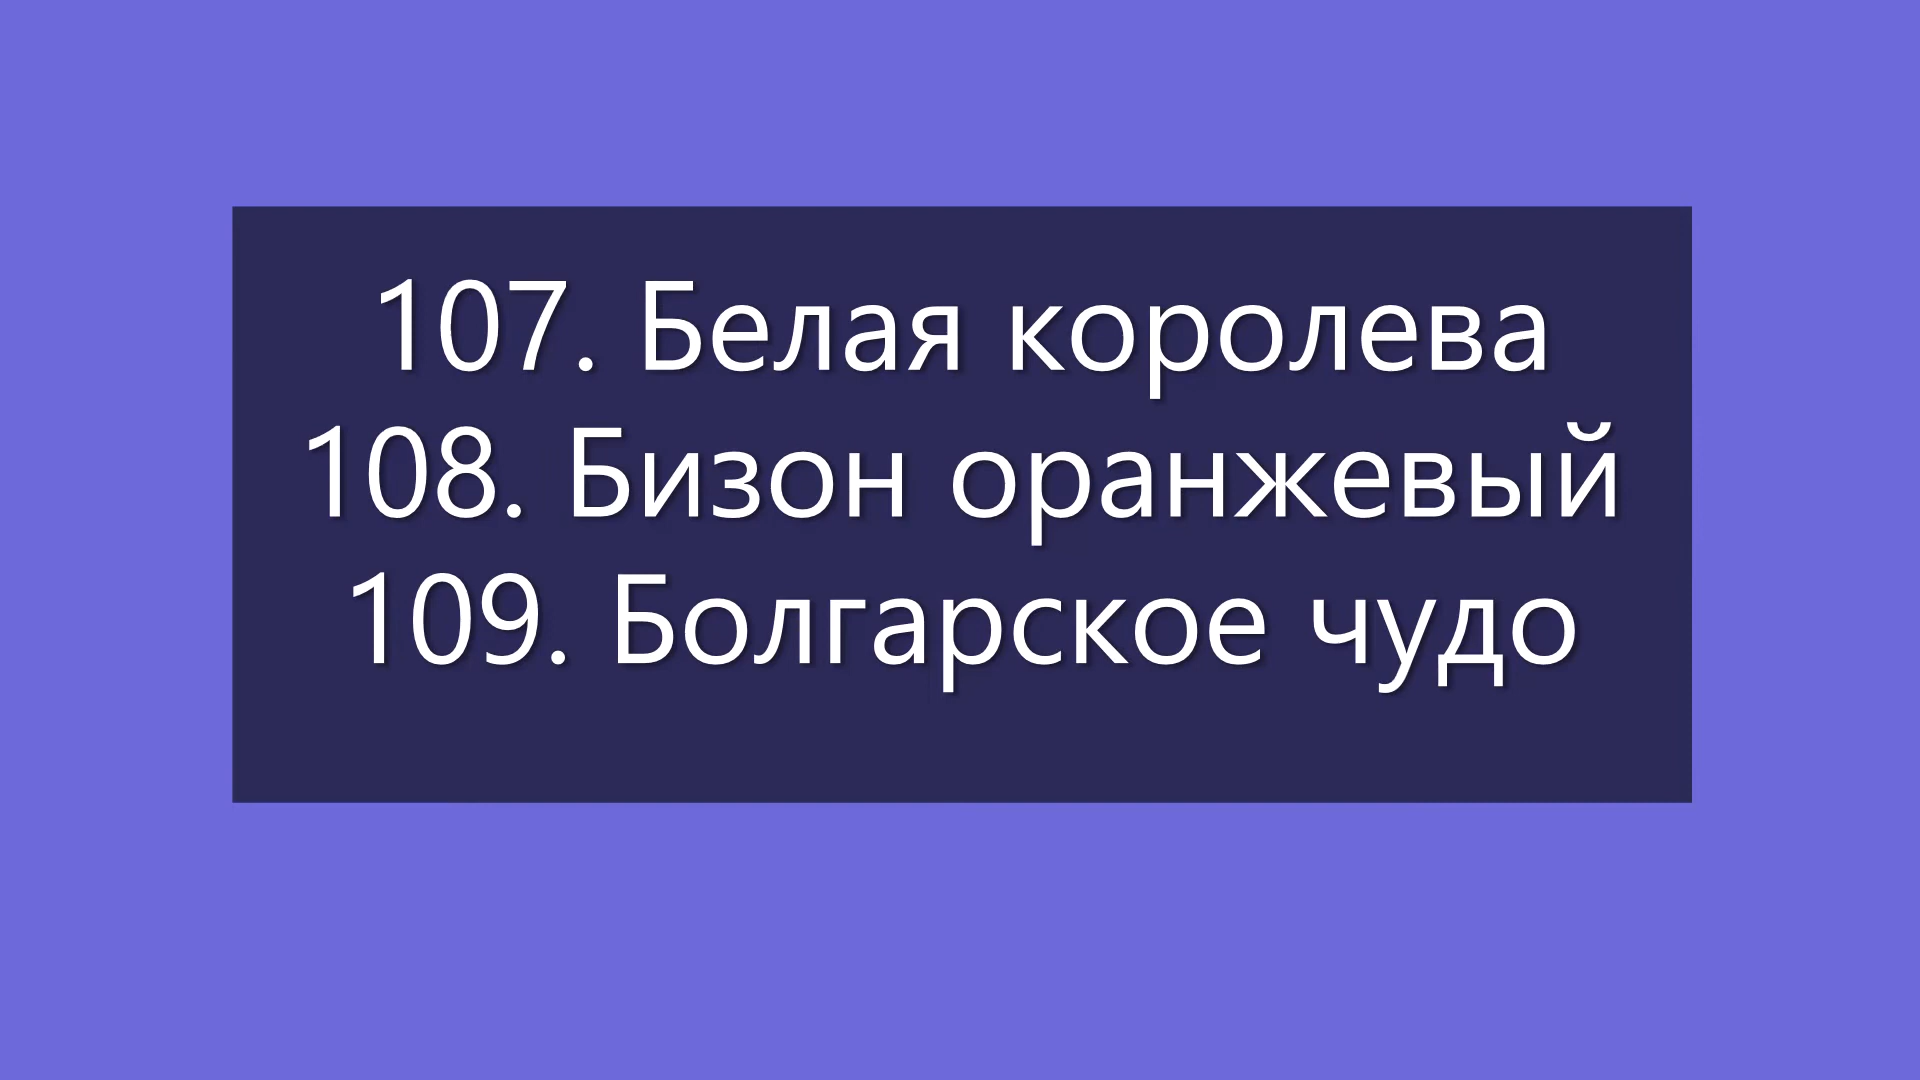 107. Белая королева
108. Бизон оранжевый
109. Болгарское чудо